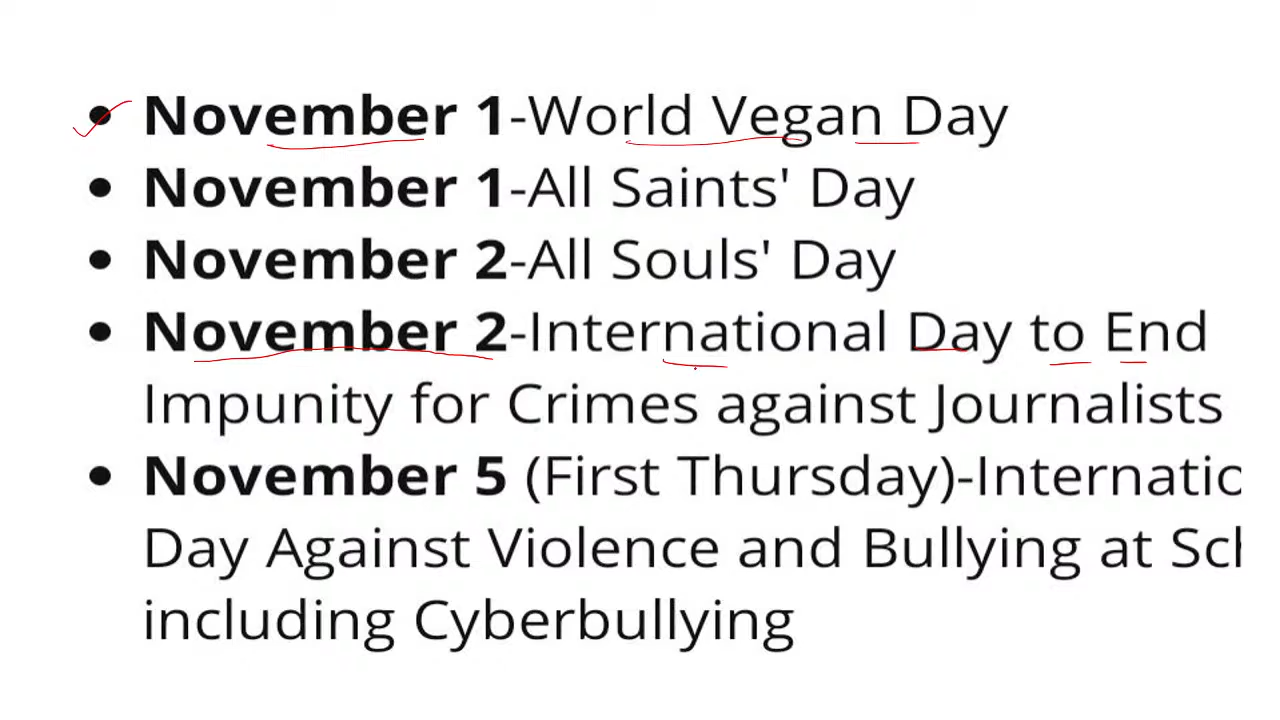 • November 1-World Vegan Day
• November 1-All Saints' Day
• November 2-All Souls' Day
• November 2-International Day to End
Impunity for Crimes against Journalists
• November 5 (First Thursday)-Internatio
Day Against Violence and Bullying at Sc
including Cyberbullying